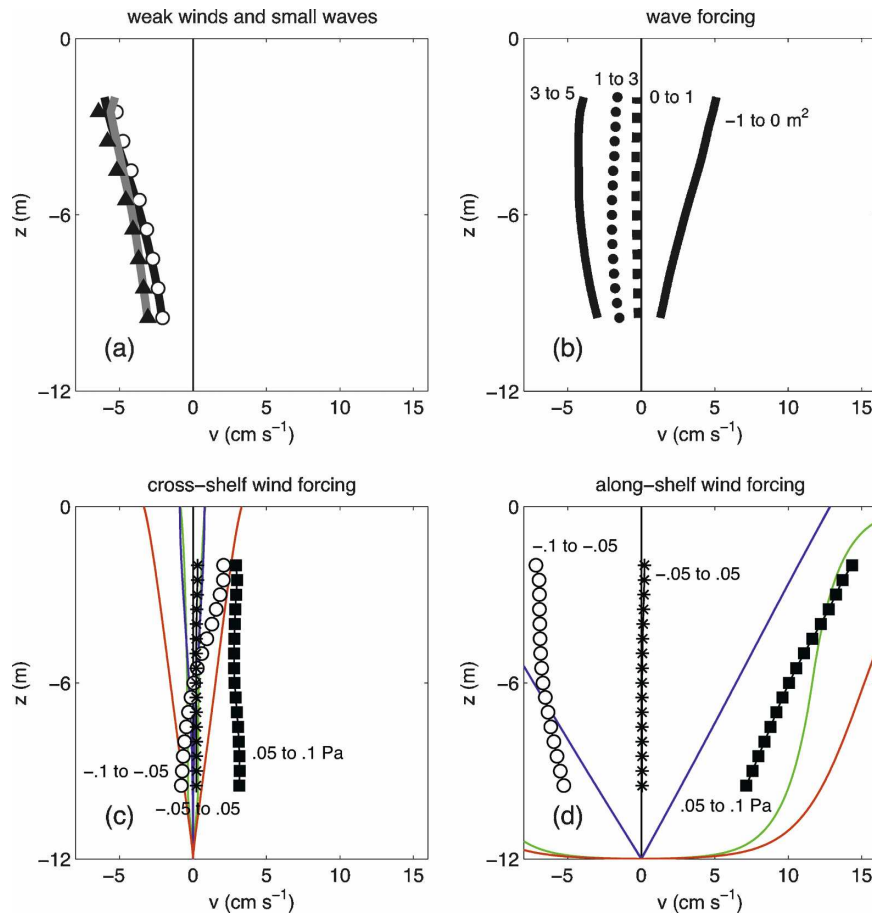 weak winds and small waves
0
−6
−12
z (m)
(a)
−5 0 5 10 15
v (cm s⁻¹)
wave forcing
0
−6
−12
z (m)
3 to 5
1 to 3
0 to 1
−1 to 0 m²
(b)
−5 0 5 10 15
v (cm s⁻¹)
cross−shelf wind forcing
0
−6
−12
z (m)
−.1 to −.05
.05 to .1 Pa
−.05 to .05
(c)
−5 0 5 10 15
v (cm s⁻¹)
along−shelf wind forcing
0
−6
−12
z (m)
−.1 to −.05
−.05 to .05
.05 to .1 Pa
(d)
−5 0 5 10 15
v (cm s⁻¹)